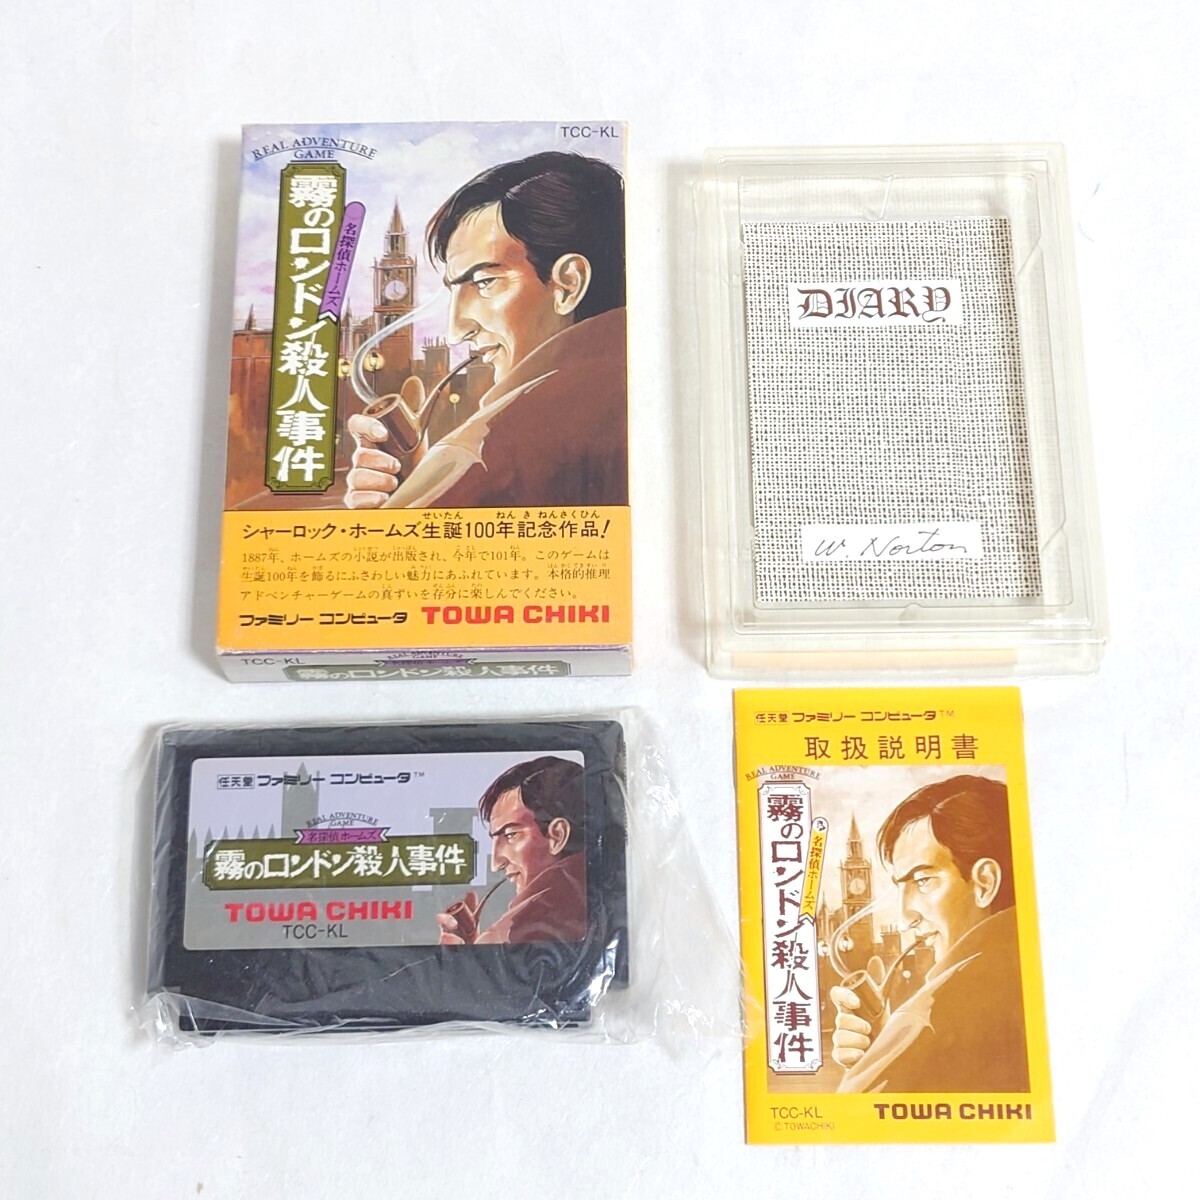 TCC-KL
REAL ADVENTURE
GAME
名探偵ホームズ
霧のロンドン殺人事件
せいたん ねん き ねんさくひん
シャーロック・ホームズ生誕100年記念作品!
1887年、ホームズの小説が出版され、今年で101年。このゲームは
生誕100年を飾るにふさわしい魅力にあふれています。本格的推理
アドベンチャーゲームの真ずいを存分に楽しんでください。
ファミリー コンピュータ TOWA CHIKI
TCC-KL
REAL ADVENTURE
GAME
名探偵ホームズ
霧のロンドン殺人事件
DIARY
W. Norton
任天堂 ファミリー コンピュータ™
REAL ADVENTURE
GAME
名探偵ホームズ
霧のロンドン殺人事件
TOWA CHIKI
TCC-KL
任天堂 ファミリー コンピュータ™
取扱説明書
REAL ADVENTURE
GAME
名探偵ホームズ
霧のロンドン殺人事件
TCC-KL
© TOWACHIKI
TOWA CHIKI